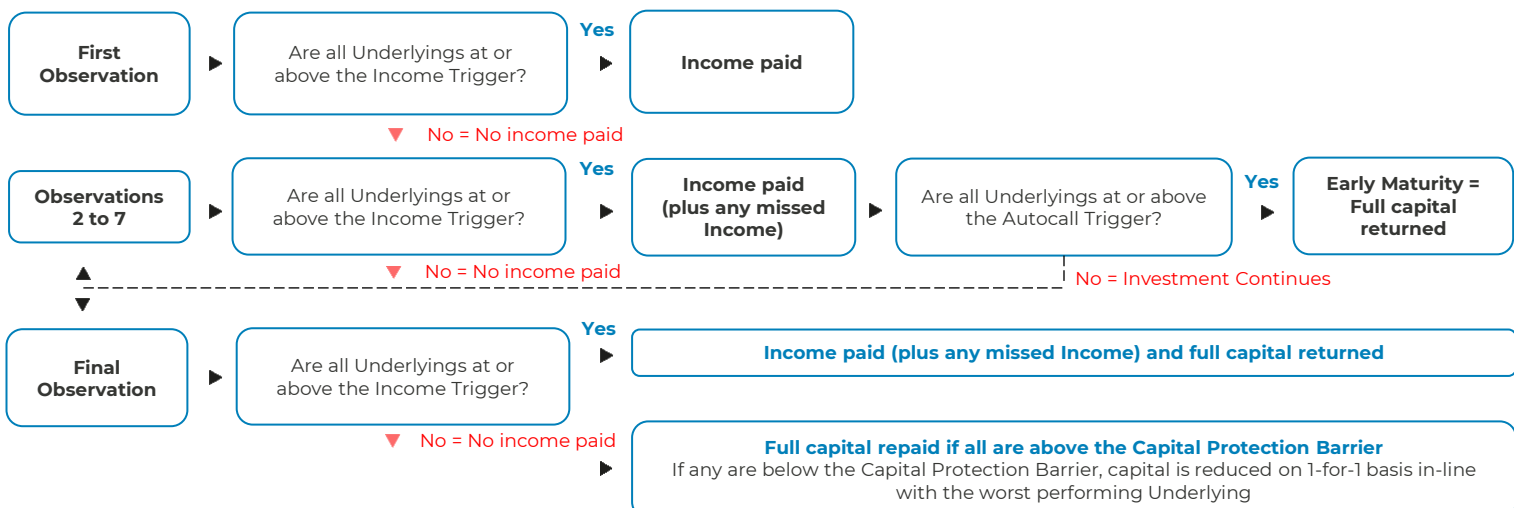 First
Observation
Are all Underlyings at or
above the Income Trigger?
Yes
Income paid
No = No income paid
Observations
2 to 7
Are all Underlyings at or
above the Income Trigger?
Yes
Income paid
(plus any missed
Income)
Are all Underlyings at or above
the Autocall Trigger?
Yes
Early Maturity =
Full capital
returned
No = No income paid
No = Investment Continues
Final
Observation
Are all Underlyings at or
above the Income Trigger?
Yes
Income paid (plus any missed Income) and full capital returned
No = No income paid
Full capital repaid if all are above the Capital Protection Barrier
If any are below the Capital Protection Barrier, capital is reduced on 1-for-1 basis in-line
with the worst performing Underlying